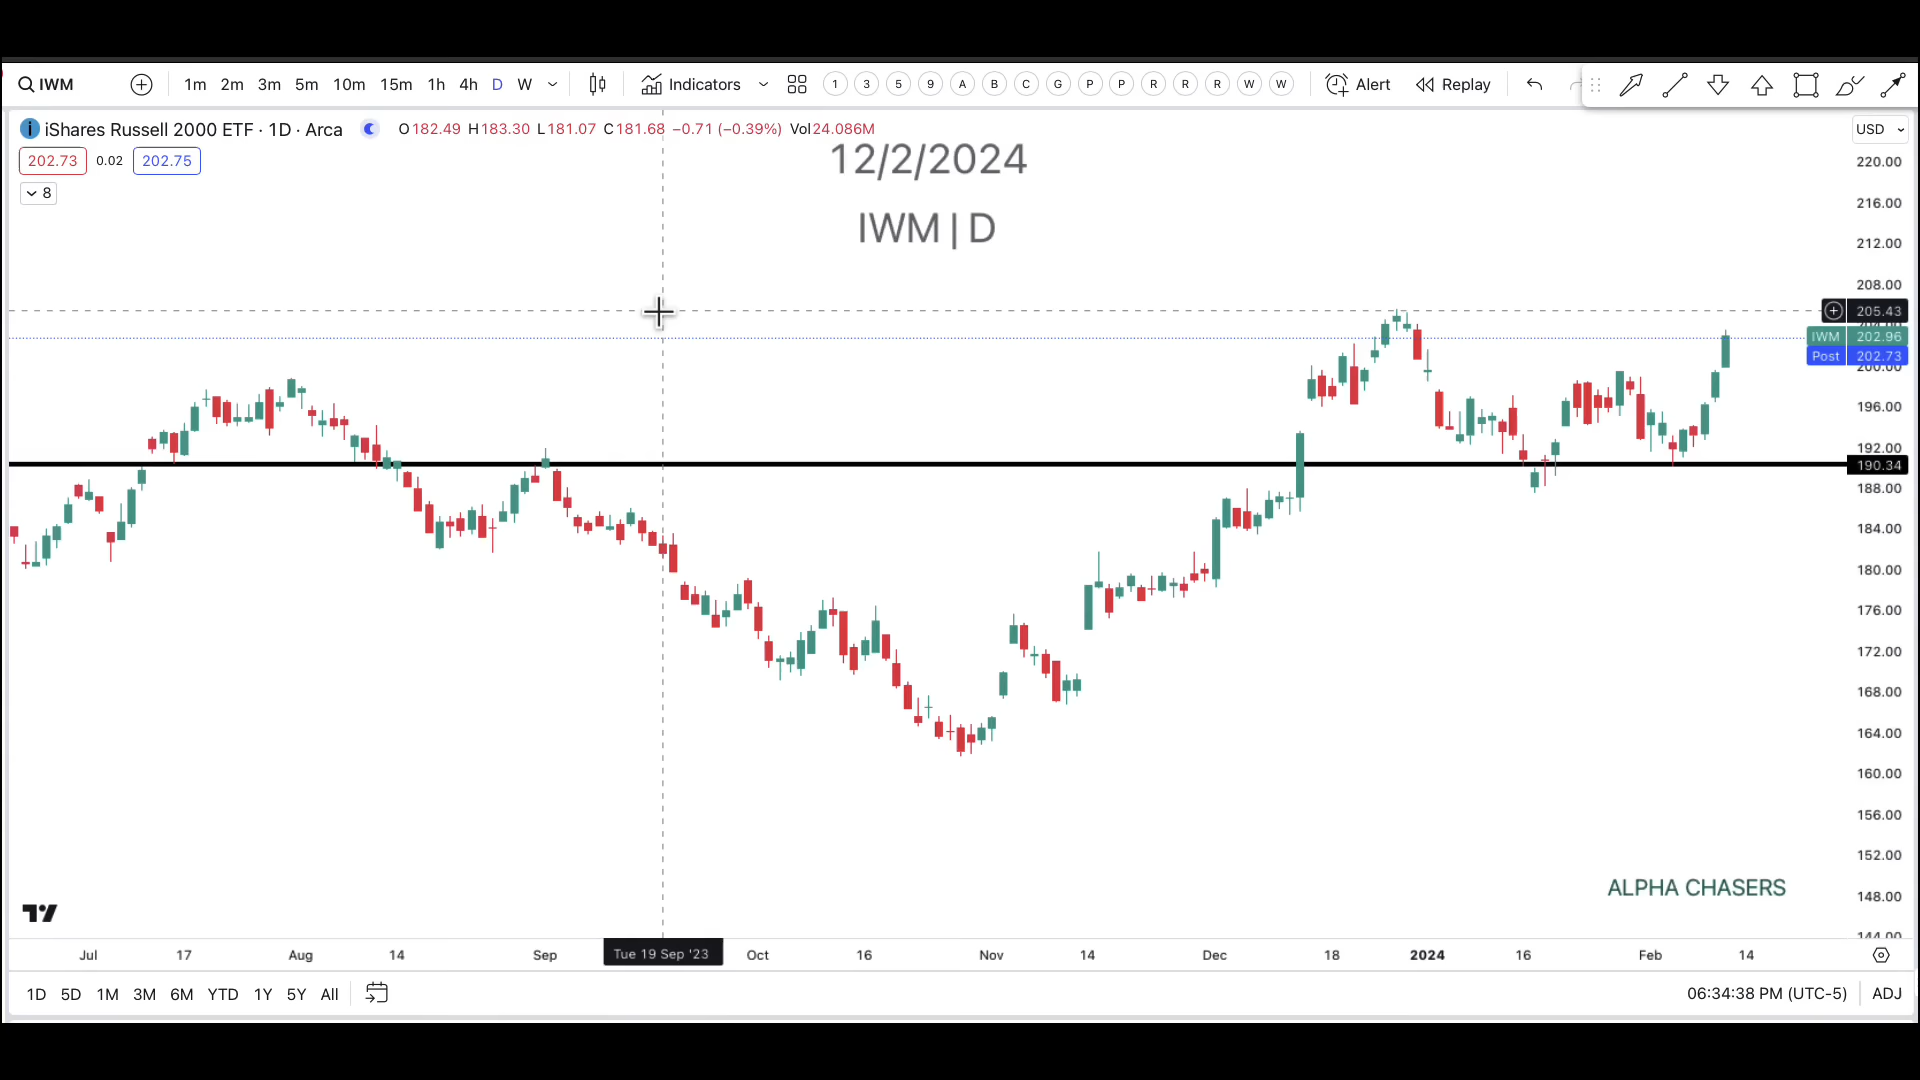 IWM 1m 2m 3m 5m 10m 15m 1h 4h D W Indicators 1 3 5 9 A B C G P P R R R W W Alert Replay
iShares Russell 2000 ETF · 1D · Arca O182.49 H183.30 L181.07 C181.68 −0.71 (−0.39%) Vol24.086M USD
202.73 0.02 202.75
8
12/2/2024
IWM | D
220.00
216.00
212.00
208.00
205.43
IWM 202.96
Post 202.73
200.00
196.00
192.00
190.34
188.00
184.00
180.00
176.00
172.00
168.00
164.00
160.00
156.00
152.00
148.00
144.00
ALPHA CHASERS
Jul 17 Aug 14 Sep Tue 19 Sep '23 Oct 16 Nov 14 Dec 18 2024 16 Feb 14
1D 5D 1M 3M 6M YTD 1Y 5Y All 06:34:38 PM (UTC-5) ADJ